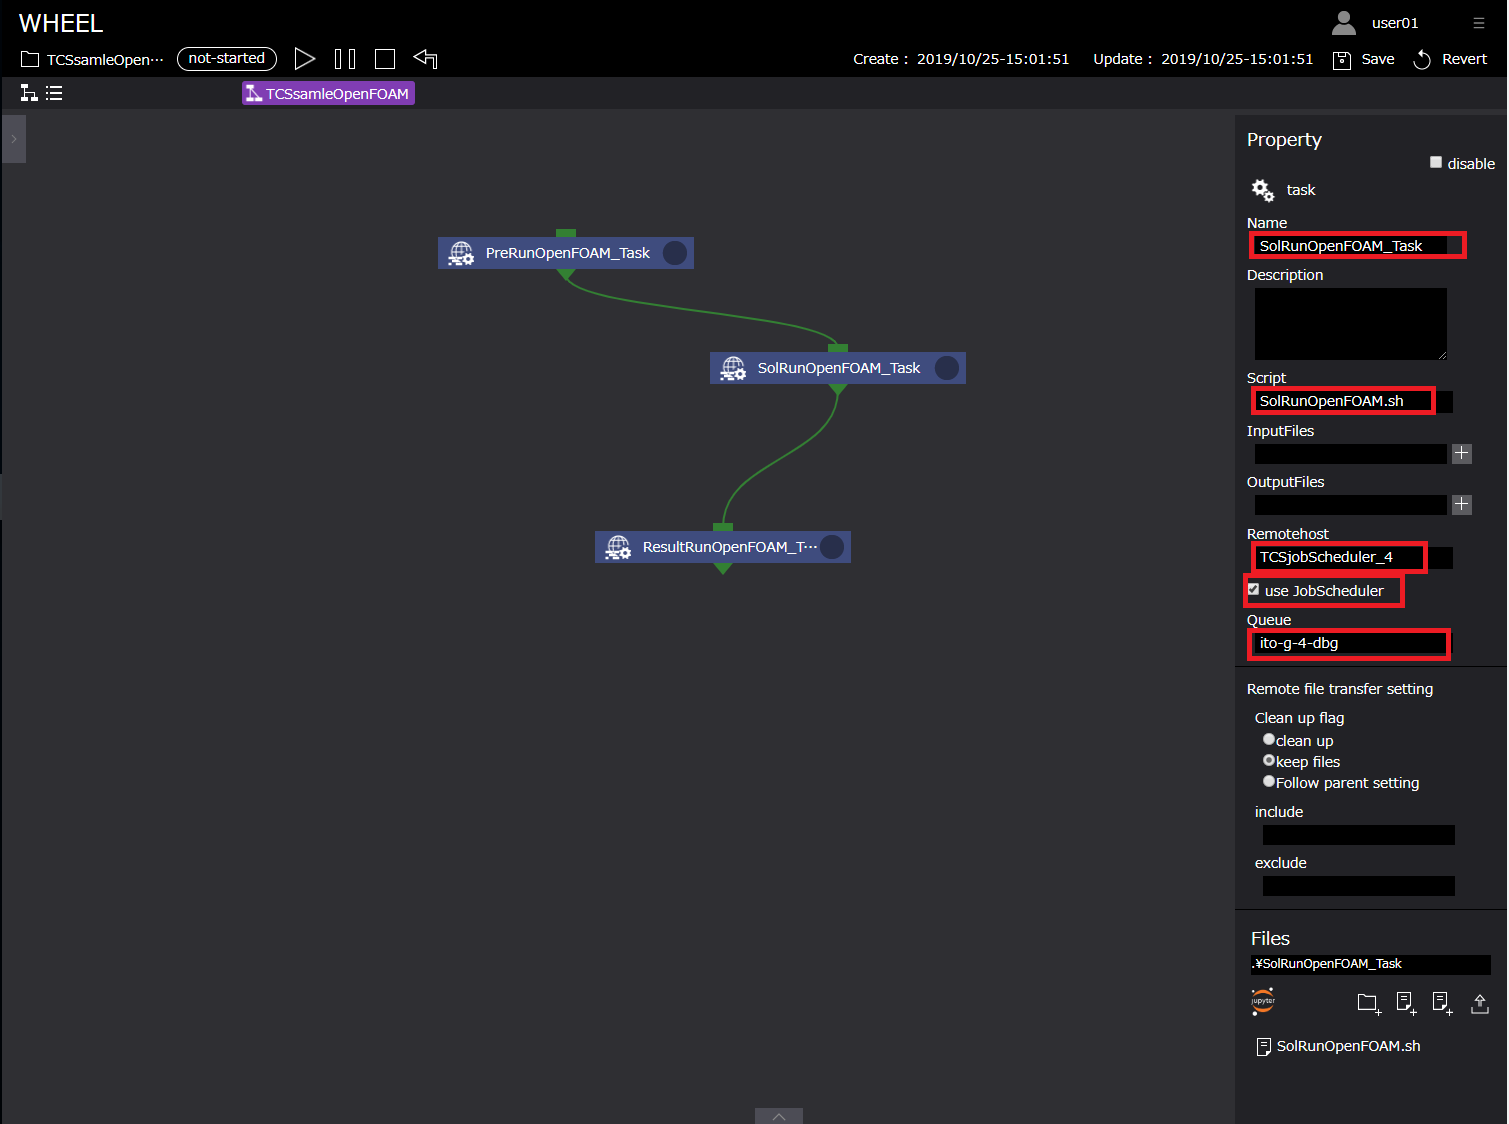 WHEEL
user01
TCSsamleOpen⋯
not-started
Create : 2019/10/25-15:01:51
Update : 2019/10/25-15:01:51
Save
Revert
TCSsamleOpenFOAM
PreRunOpenFOAM_Task
SolRunOpenFOAM_Task
ResultRunOpenFOAM_T⋯
Property
disable
task
Name
SolRunOpenFOAM_Task
Description
Script
SolRunOpenFOAM.sh
InputFiles
OutputFiles
Remotehost
TCSjobScheduler_4
use JobScheduler
Queue
ito-g-4-dbg
Remote file transfer setting
Clean up flag
clean up
keep files
Follow parent setting
include
exclude
Files
.¥SolRunOpenFOAM_Task
jupyter
SolRunOpenFOAM.sh